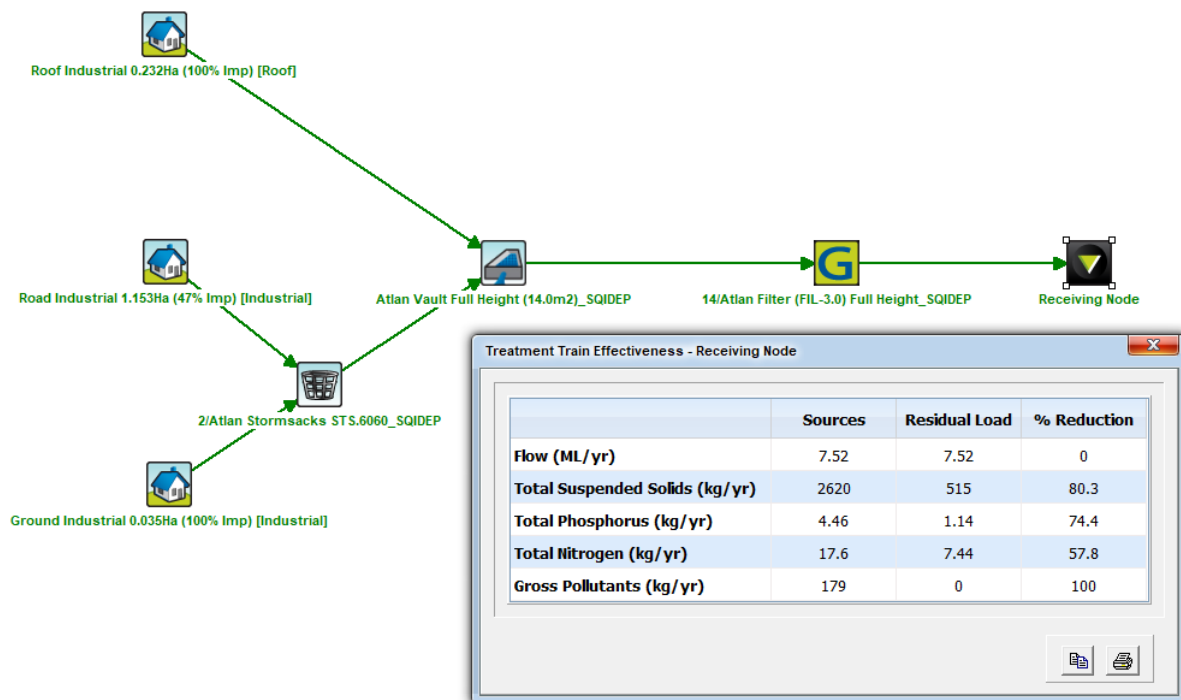 Roof Industrial 0.232Ha (100% Imp) [Roof]
Road Industrial 1.153Ha (47% Imp) [Industrial]
Atlan Vault Full Height (14.0m2)_SQIDEP
14/Atlan Filter (FIL-3.0) Full Height_SQIDEP
Receiving Node
2/Atlan Stormsacks STS.6060_SQIDEP
Ground Industrial 0.035Ha (100% Imp) [Industrial]
Treatment Train Effectiveness - Receiving Node
Sources Residual Load % Reduction
Flow (ML/yr) 7.52 7.52 0
Total Suspended Solids (kg/yr) 2620 515 80.3
Total Phosphorus (kg/yr) 4.46 1.14 74.4
Total Nitrogen (kg/yr) 17.6 7.44 57.8
Gross Pollutants (kg/yr) 179 0 100